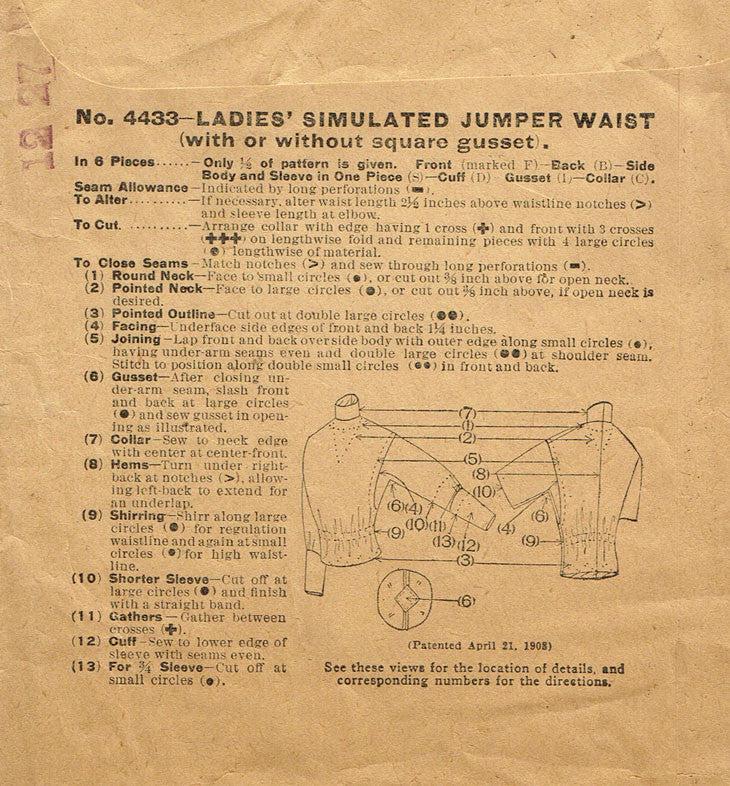 12 27
No. 4433—LADIES' SIMULATED JUMPER WAIST
(with or without square gusset).
In 6 Pieces......—Only ½ of pattern is given. Front (marked F)—Back (B)—Side
Body and Sleeve in One Piece (S)—Cuff (D) Gusset (I)—Collar (C).
Seam Allowance—Indicated by long perforations (▬).
To Alter..........—If necessary, alter waist length 2½ inches above waistline notches (>)
and sleeve length at elbow.
To Cut. ..........—Arrange collar with edge having 1 cross (✚) and front with 3 crosses
(✚✚✚) on lengthwise fold and remaining pieces with 4 large circles
(●) lengthwise of material.
To Close Seams—Match notches (>) and sew through long perforations (▬).
(1) Round Neck—Face to small circles (●), or cut out ⅜ inch above for open neck.
(2) Pointed Neck—Face to large circles (●), or cut out ⅜ inch above, if open neck is
desired.
(3) Pointed Outline—Cut out at double large circles (●●).
(4) Facing—Underface side edges of front and back 1¼ inches.
(5) Joining—Lap front and back over side body with outer edge along small circles (●),
having under-arm seams even and double large circles (●●) at shoulder seam.
Stitch to position along double small circles (●●) in front and back.
(6) Gusset—After closing un-
der-arm seam, slash front
and back at large circles
(●) and sew gusset in open-
ing as illustrated.
(7) Collar—Sew to neck edge
with center at center-front.
(8) Hems—Turn under right-
back at notches (>), allow-
ing left-back to extend for
an underlap.
(9) Shirring—Shirr along large
circles (●) for regulation
waistline and again at small
circles (●) for high waist-
line.
(10) Shorter Sleeve—Cut off at
large circles (●) and finish
with a straight band.
(11) Gathers—Gather between
crosses (✚).
(12) Cuff—Sew to lower edge of
sleeve with seams even.
(13) For ¾ Sleeve—Cut off at
small circles (●).
(7)
(1)
(2)
(5)
(8)
(10)
(6)(4) (6)
(10) (11) (4)
(9) (13) (12) (9)
(3)
(6)
(Patented April 21, 1908)
See these views for the location of details, and
corresponding numbers for the directions.